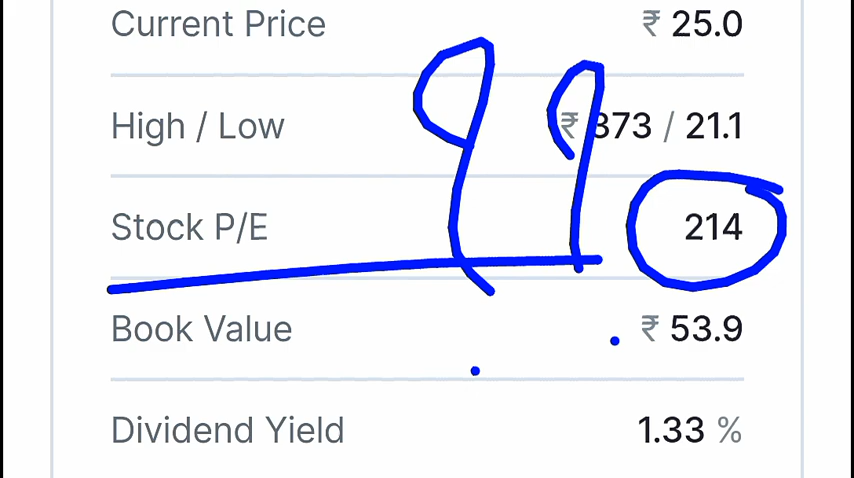 Current Price ₹ 25.0
High / Low ₹ 373 / 21.1
Stock P/E 214
Book Value ₹ 53.9
Dividend Yield 1.33 %